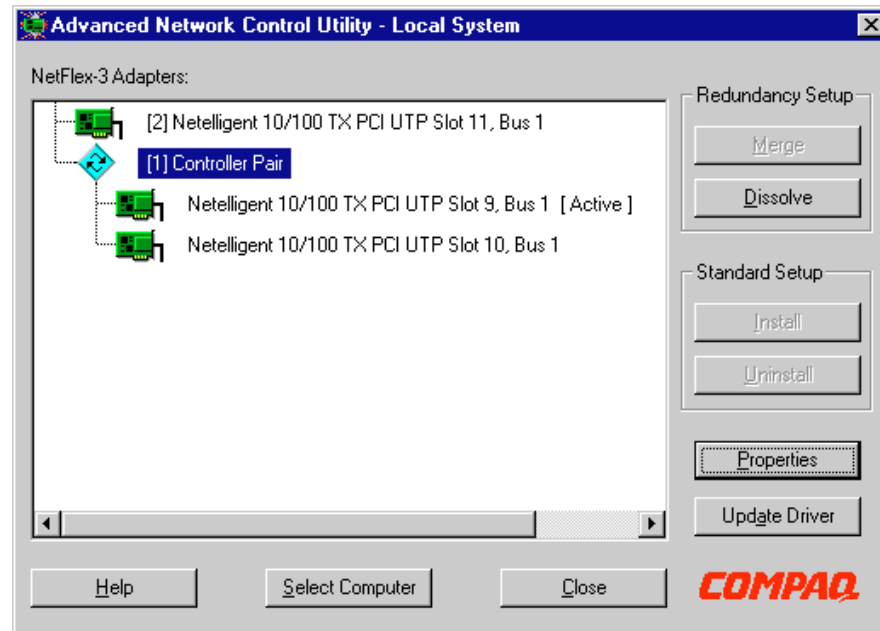 Advanced Network Control Utility - Local System
NetFlex-3 Adapters:
[2] Netelligent 10/100 TX PCI UTP Slot 11, Bus 1
[1] Controller Pair
Netelligent 10/100 TX PCI UTP Slot 9, Bus 1 [ Active ]
Netelligent 10/100 TX PCI UTP Slot 10, Bus 1
Redundancy Setup
Merge
Dissolve
Standard Setup
Install
Uninstall
Properties
Update Driver
Help
Select Computer
Close
COMPAQ